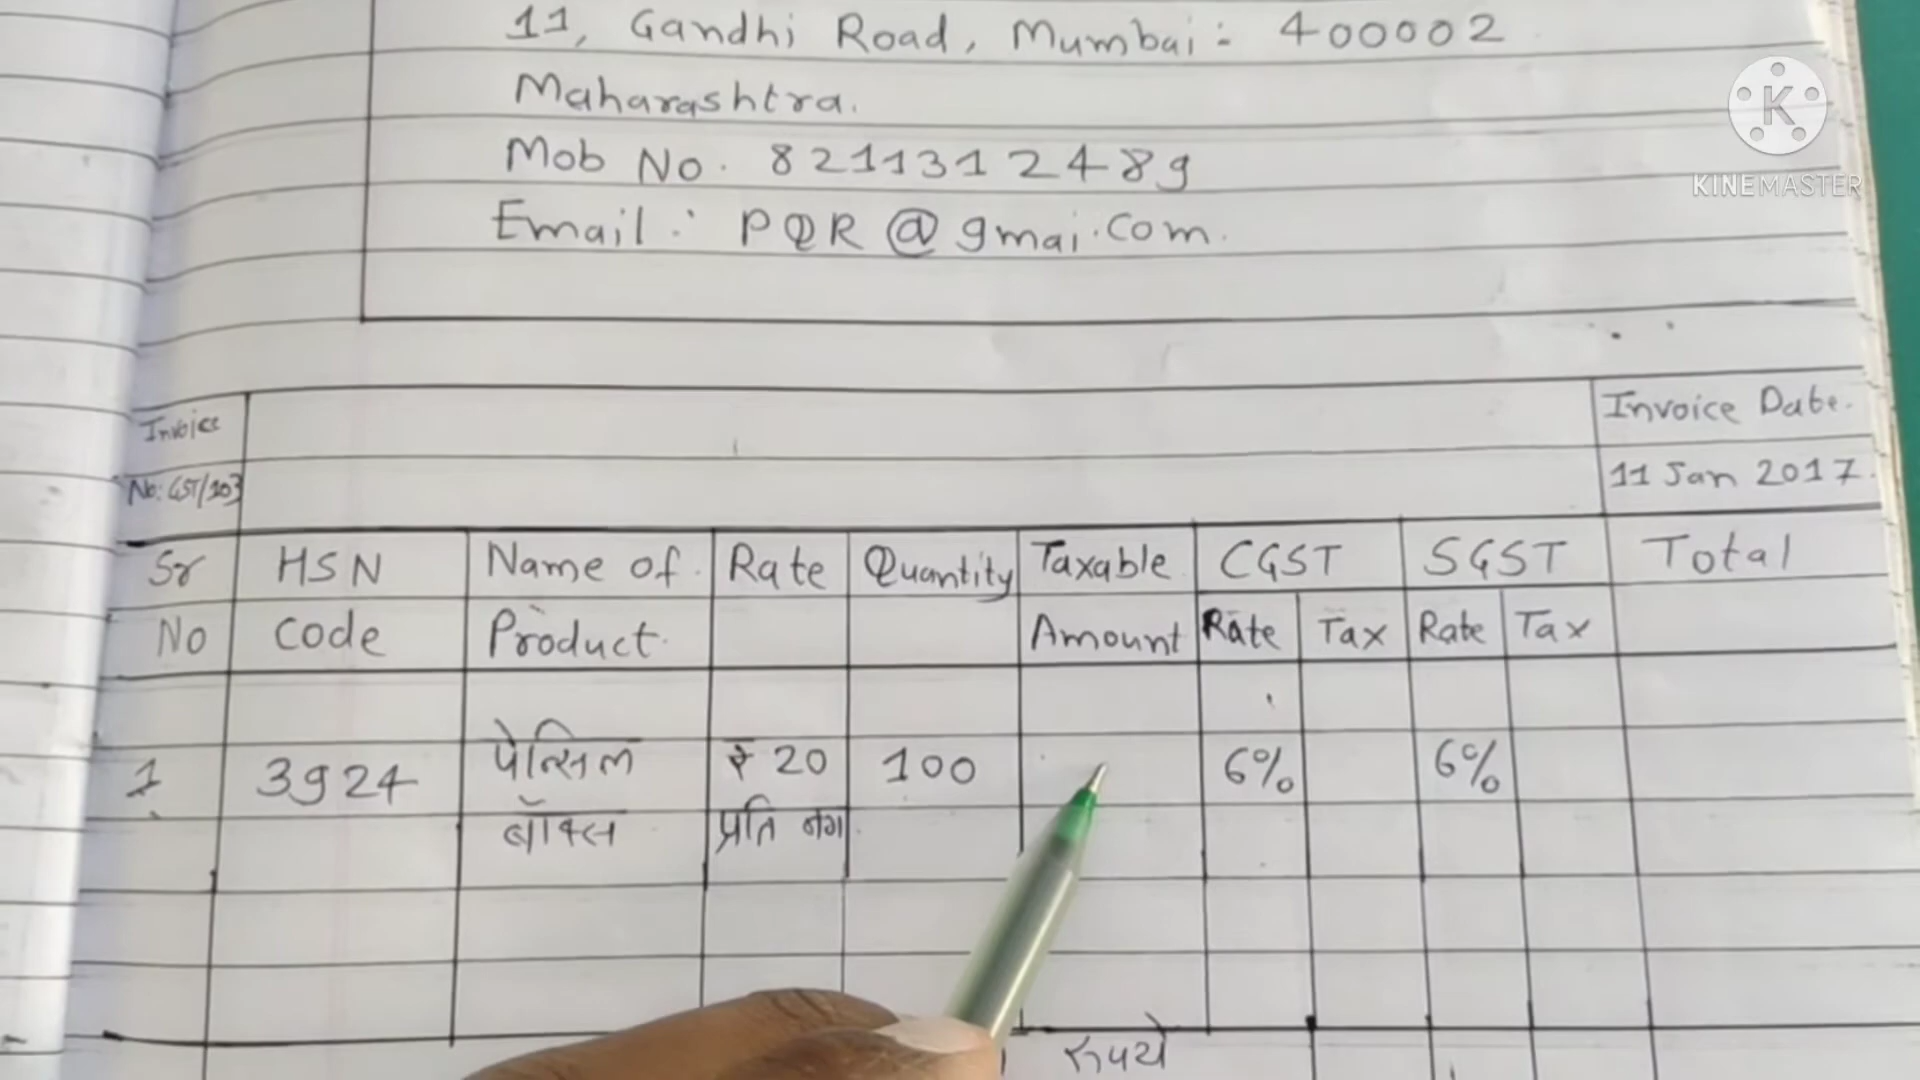 11, Gandhi Road, Mumbai:- 400002
Maharashtra.
Mob No. 8211312489
Email: PQR @ gmai.com.
KINEMASTER
Invoice
No: GST/103
Invoice Date.
11 Jan 2017.
Sr HSN Name of Rate Quantity Taxable CGST SGST Total
No Code Product. Amount Rate Tax Rate Tax
1 3924 पेन्सिल ₹ 20 100 6% 6%
बॉक्स प्रति नग
रुपये